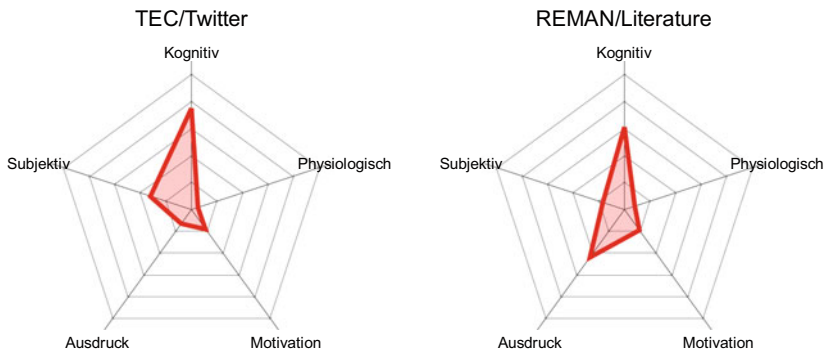 TEC/Twitter
Kognitiv
Subjektiv
Physiologisch
Ausdruck
Motivation
REMAN/Literature
Kognitiv
Subjektiv
Physiologisch
Ausdruck
Motivation